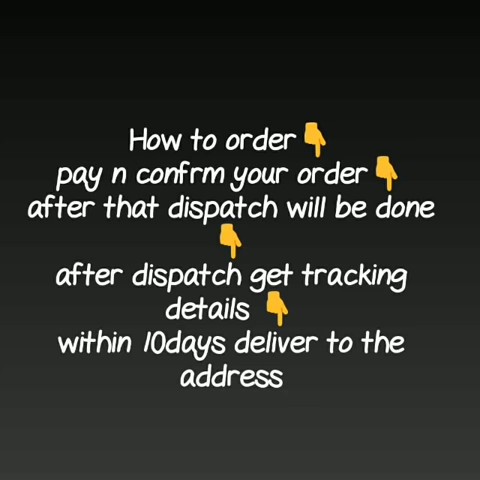 How to order👇
pay n confrm your order👇
after that dispatch will be done
👇
after dispatch get tracking
details 👇
within 10days deliver to the
address